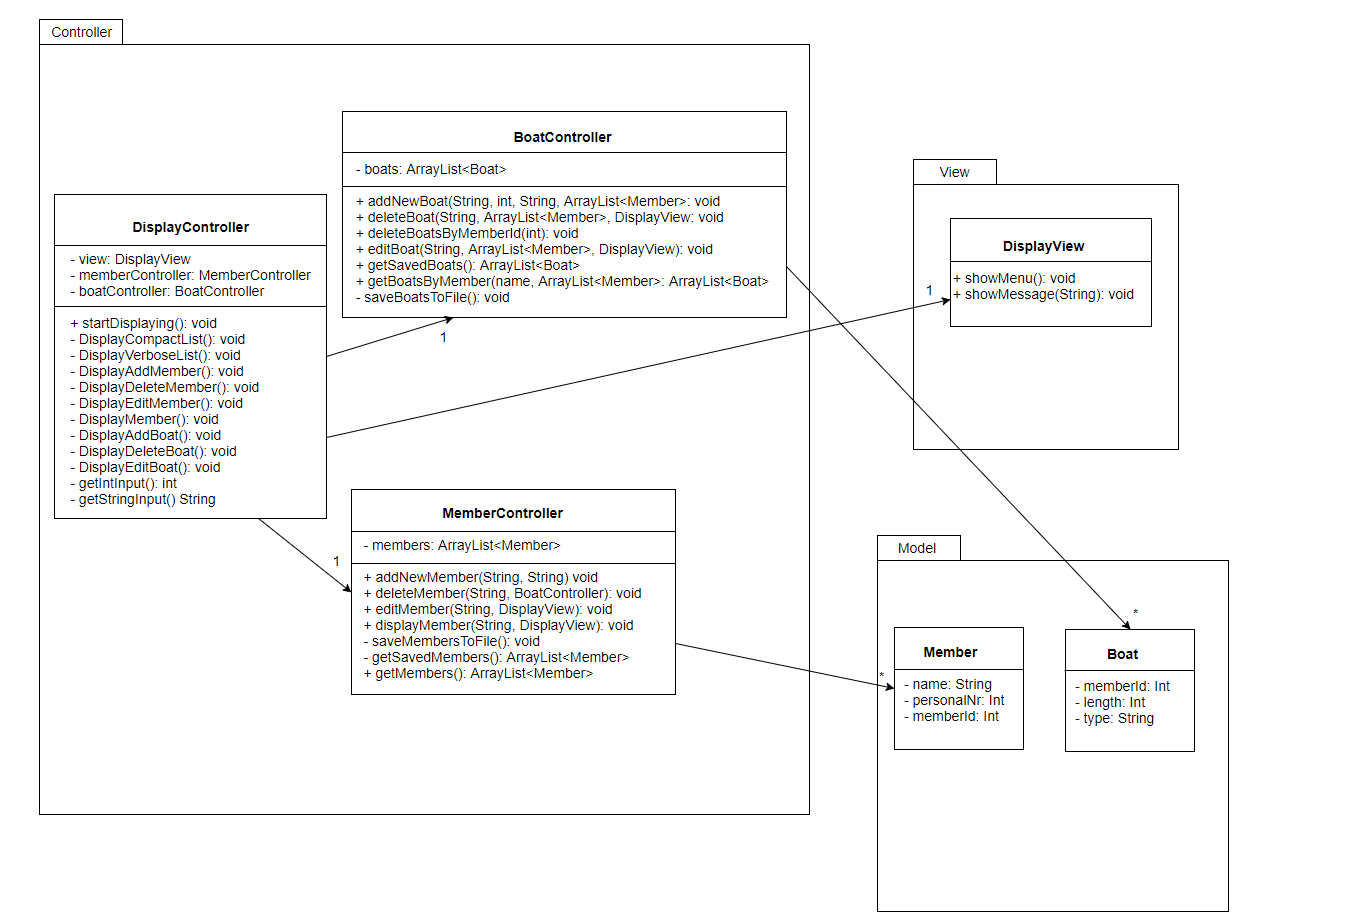 Controller
BoatController
- boats: ArrayList<Boat>
+ addNewBoat(String, int, String, ArrayList<Member>: void
+ deleteBoat(String, ArrayList<Member>, DisplayView: void
+ deleteBoatsByMemberId(int): void
+ editBoat(String, ArrayList<Member>, DisplayView): void
+ getSavedBoats(): ArrayList<Boat>
+ getBoatsByMember(name, ArrayList<Member>: ArrayList<Boat>
- saveBoatsToFile(): void
DisplayController
- view: DisplayView
- memberController: MemberController
- boatController: BoatController
+ startDisplaying(): void
- DisplayCompactList(): void
- DisplayVerboseList(): void
- DisplayAddMember(): void
- DisplayDeleteMember(): void
- DisplayEditMember(): void
- DisplayMember(): void
- DisplayAddBoat(): void
- DisplayDeleteBoat(): void
- DisplayEditBoat(): void
- getIntInput(): int
- getStringInput() String
1
1
MemberController
- members: ArrayList<Member>
+ addNewMember(String, String) void
+ deleteMember(String, BoatController): void
+ editMember(String, DisplayView): void
+ displayMember(String, DisplayView): void
- saveMembersToFile(): void
- getSavedMembers(): ArrayList<Member>
+ getMembers(): ArrayList<Member>
View
DisplayView
+ showMenu(): void
+ showMessage(String): void
1
Model
*
*
Member
- name: String
- personalNr: Int
- memberId: Int
Boat
- memberId: Int
- length: Int
- type: String